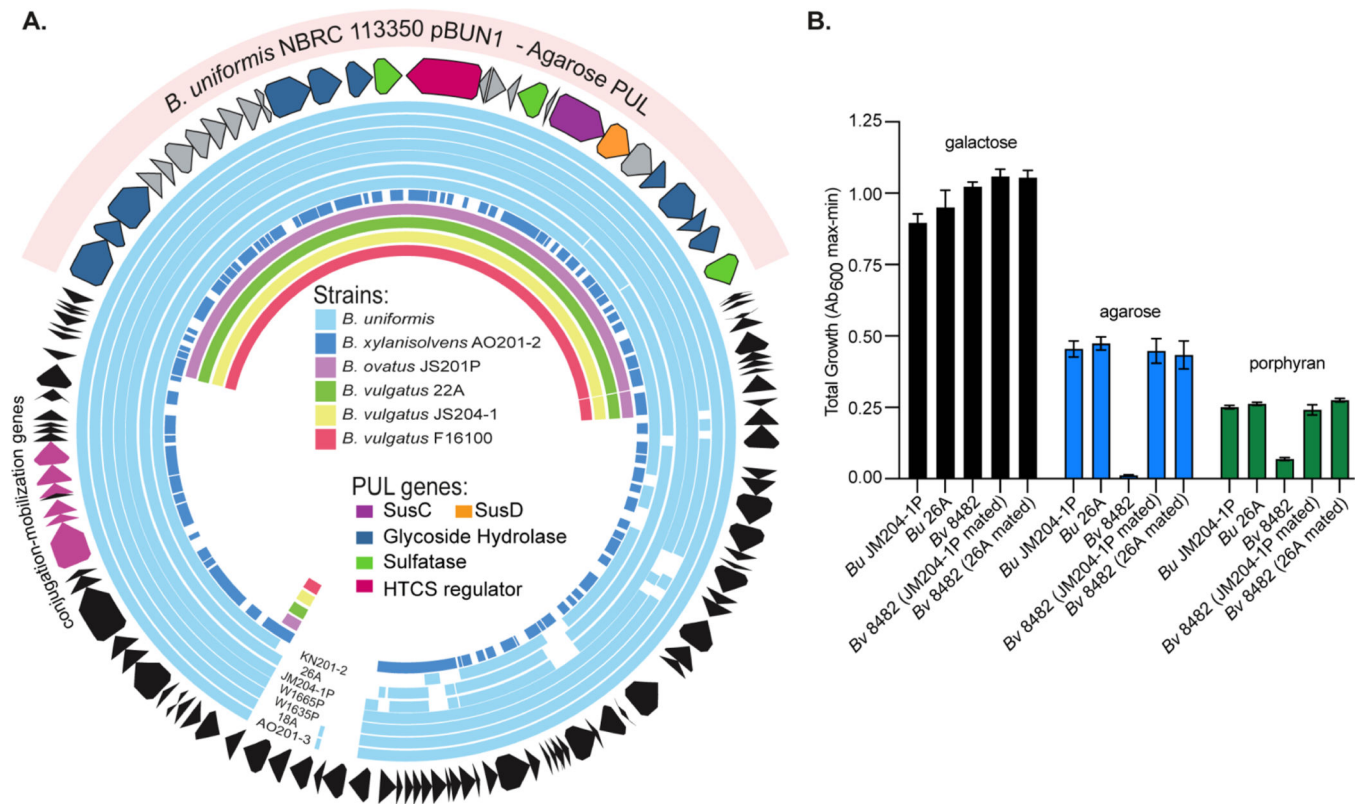 A.
B. uniformis NBRC 113350 pBUN1 - Agarose PUL
conjugation-mobilization genes
Strains:
B. uniformis
B. xylanisolvens AO201-2
B. ovatus JS201P
B. vulgatus 22A
B. vulgatus JS204-1
B. vulgatus F16100
PUL genes:
SusC SusD
Glycoside Hydrolase
Sulfatase
HTCS regulator
KN201-2
26A
JM204-1P
W1665P
W1635P
18A
AO201-3
B.
Total Growth (Ab600 max-min)
1.25
1.00
0.75
0.50
0.25
0.00
galactose
agarose
porphyran
Bu JM204-1P
Bu 26A
Bv 8482
Bv 8482 (JM204-1P mated)
Bv 8482 (26A mated)
Bu JM204-1P
Bu 26A
Bv 8482
Bv 8482 (JM204-1P mated)
Bv 8482 (26A mated)
Bu JM204-1P
Bu 26A
Bv 8482
Bv 8482 (JM204-1P mated)
Bv 8482 (26A mated)